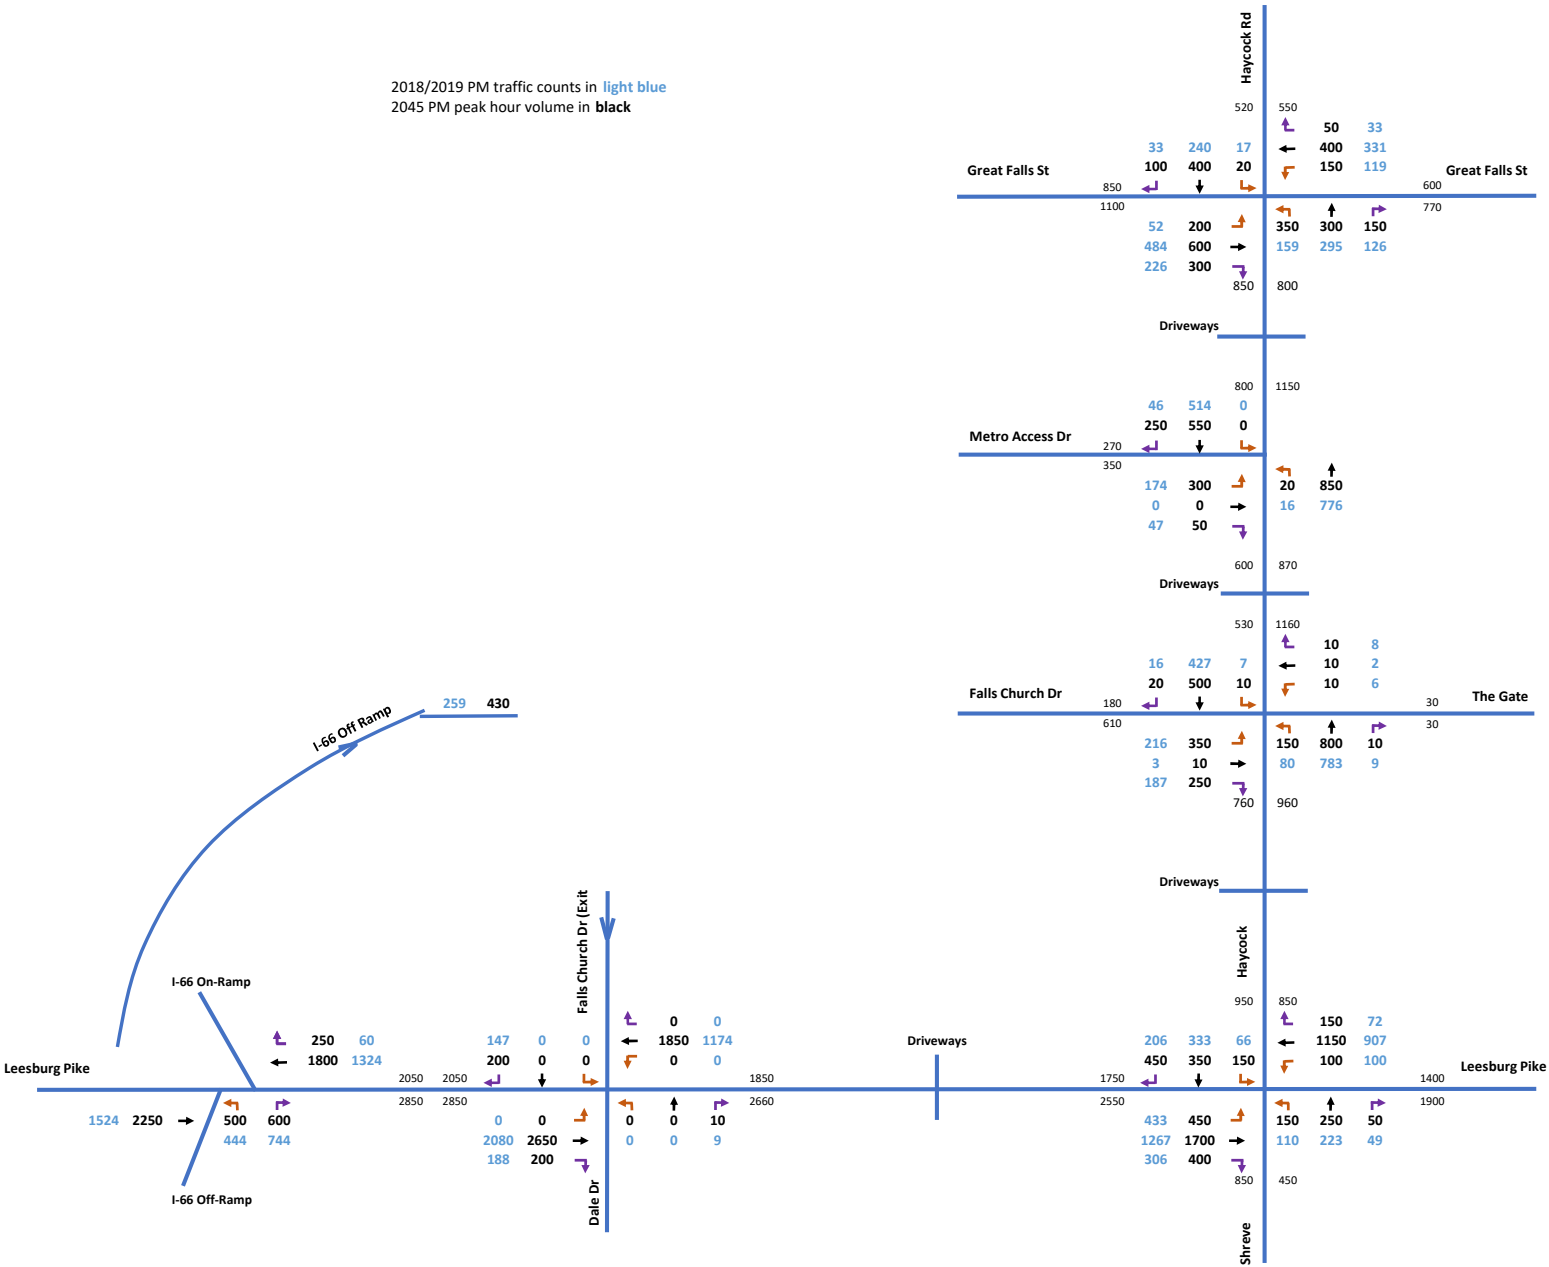 Haycock Rd
2018/2019 PM traffic counts in light blue
2045 PM peak hour volume in black
520 550
50 33
33 240 17 400 331
Great Falls St 100 400 20 150 119 Great Falls St
850 600
1100 770
52 200 350 300 150
484 600 159 295 126
226 300
850 800
Driveways
800 1150
46 514 0
250 550 0
Metro Access Dr
270
350
174 300 20 850
0 0 16 776
47 50
600 870
Driveways
530 1160
10 8
16 427 7 10 2
20 500 10 10 6
Falls Church Dr The Gate
180 30
610 30
259 430
I-66 Off Ramp
216 350 150 800 10
3 10 80 783 9
187 250
760 960
Driveways
Falls Church Dr (Exit
Haycock
I-66 On-Ramp
950 850
0 0 150 72
250 60 147 0 0 1850 1174 Driveways 206 333 66 1150 907
1800 1324 200 0 0 0 0 450 350 150 100 100
Leesburg Pike Leesburg Pike
2050 2050 1850 1750 1400
2850 2850 2660 2550 1900
1524 2250 500 600 0 0 0 0 10 433 450 150 250 50
444 744 2080 2650 0 0 9 1267 1700 110 223 49
188 200 306 400
850 450
I-66 Off-Ramp
Dale Dr
Shreve